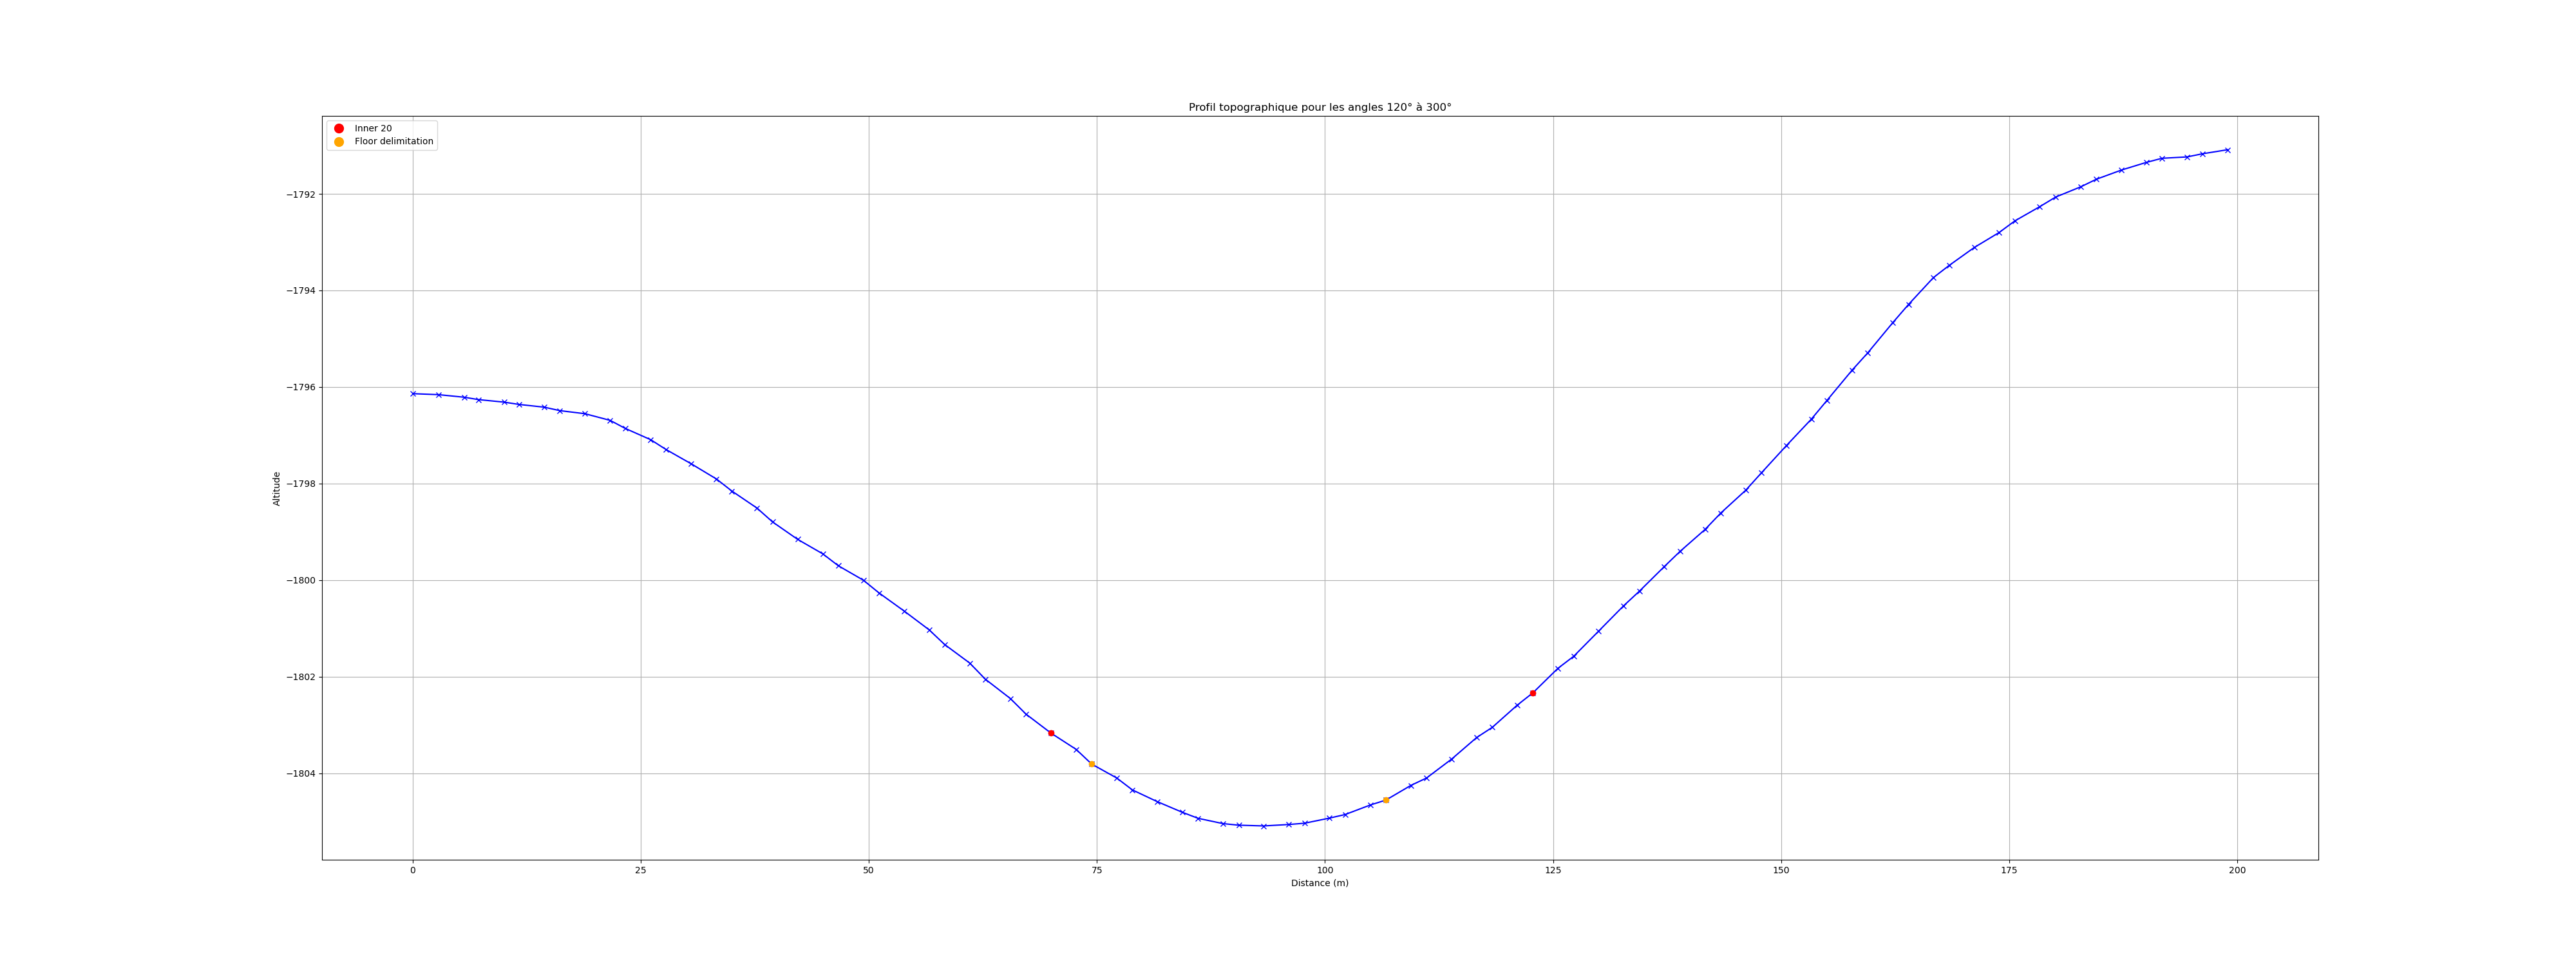 Profil topographique pour les angles 120° à 300°
Inner 20
Floor delimitation
Altitude
−1792
−1794
−1796
−1798
−1800
−1802
−1804
0 25 50 75 100 125 150 175 200
Distance (m)